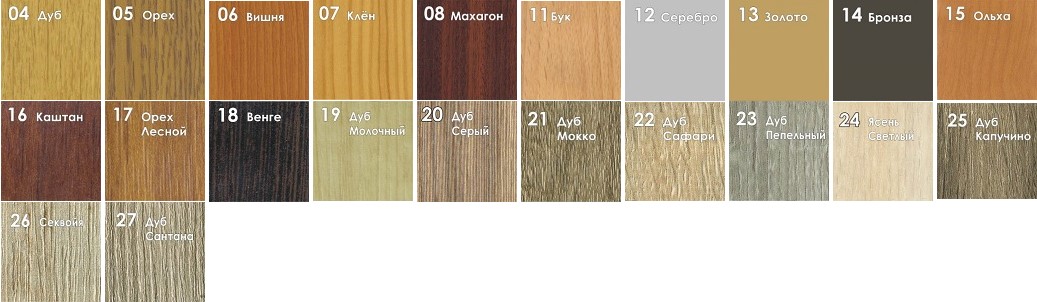 04 Дуб
05 Орех
06 Вишня
07 Клён
08 Махагон
11 Бук
12 Серебро
13 Золото
14 Бронза
15 Ольха
16 Каштан
17 Орех
Лесной
18 Венге
19 Дуб
Молочный
20 Дуб
Серый
21 Дуб
Мокко
22 Дуб
Сафари
23 Дуб
Пепельный
24 Ясень
Светлый
25 Дуб
Капучино
26 Секвойя
27 Дуб
Сантана